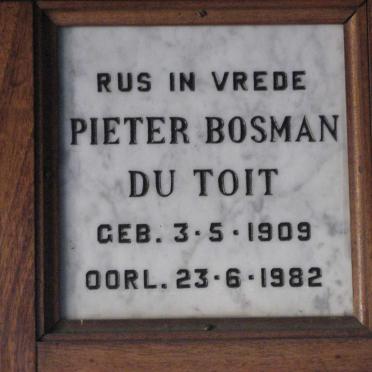 RUS IN VREDE
PIETER BOSMAN
DU TOIT
GEB. 3·5·1909
OORL. 23·6·1982